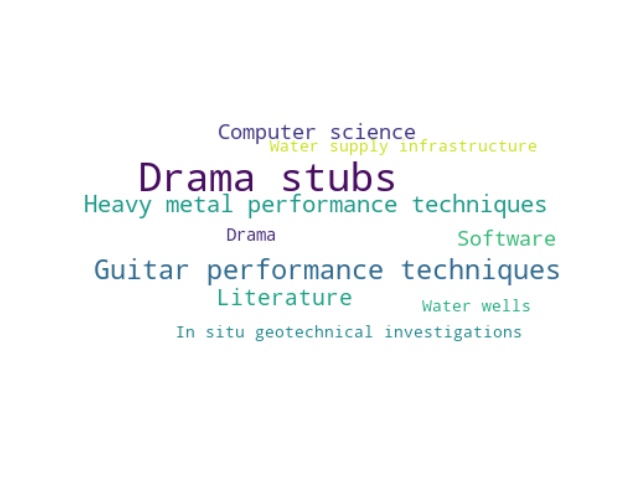 Computer science
Water supply infrastructure
Drama stubs
Heavy metal performance techniques
Drama
Software
Guitar performance techniques
Literature
Water wells
In situ geotechnical investigations